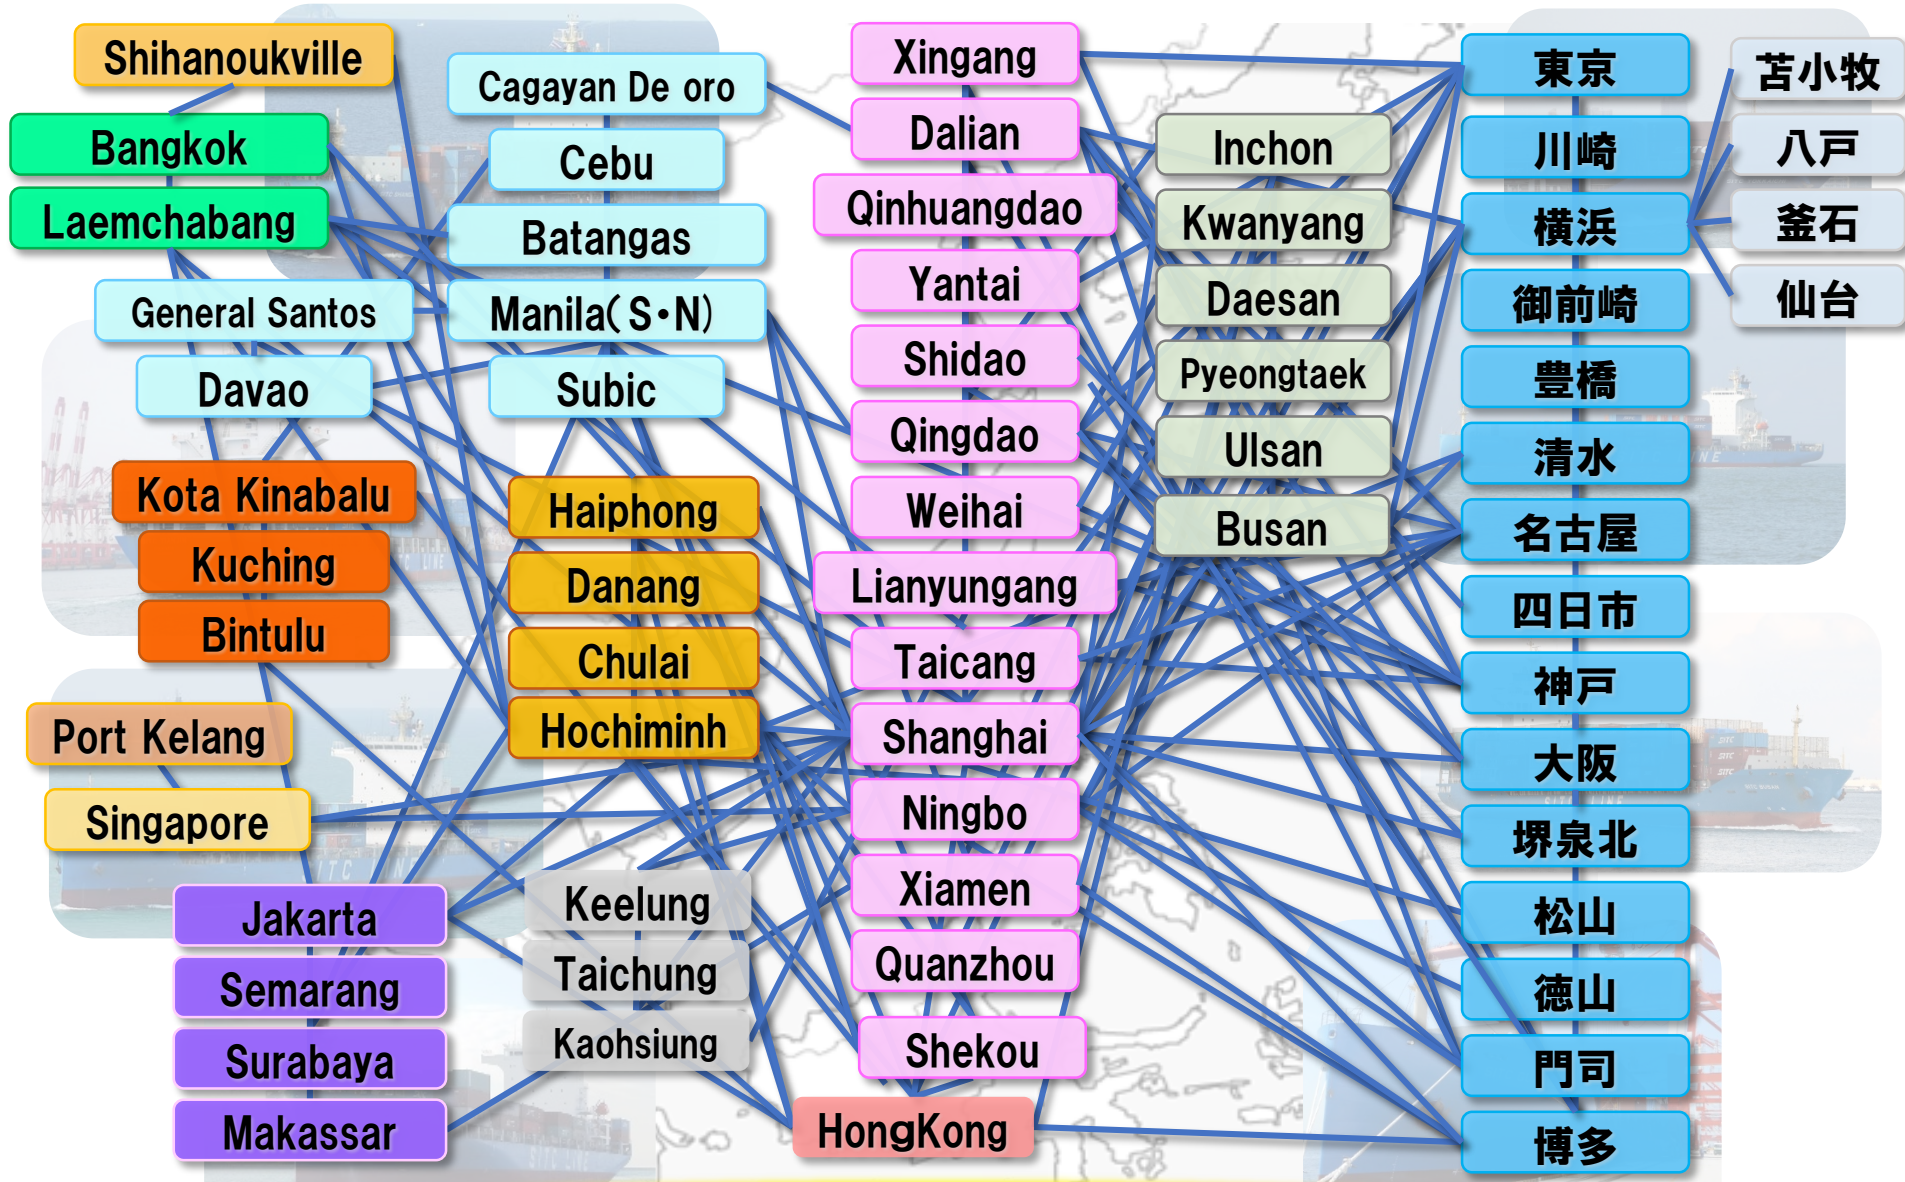 Shihanoukville
Bangkok
Laemchabang
Cagayan De oro
Cebu
Batangas
General Santos
Manila(S・N)
Davao
Subic
Kota Kinabalu
Kuching
Bintulu
Port Kelang
Singapore
Haiphong
Danang
Chulai
Hochiminh
Jakarta
Semarang
Surabaya
Makassar
Keelung
Taichung
Kaohsiung
Xingang
Dalian
Qinhuangdao
Yantai
Shidao
Qingdao
Weihai
Lianyungang
Taicang
Shanghai
Ningbo
Xiamen
Quanzhou
Shekou
HongKong
Inchon
Kwanyang
Daesan
Pyeongtaek
Ulsan
Busan
東京
川崎
横浜
御前崎
豊橋
清水
名古屋
四日市
神戸
大阪
堺泉北
松山
徳山
門司
博多
苫小牧
八戸
釜石
仙台